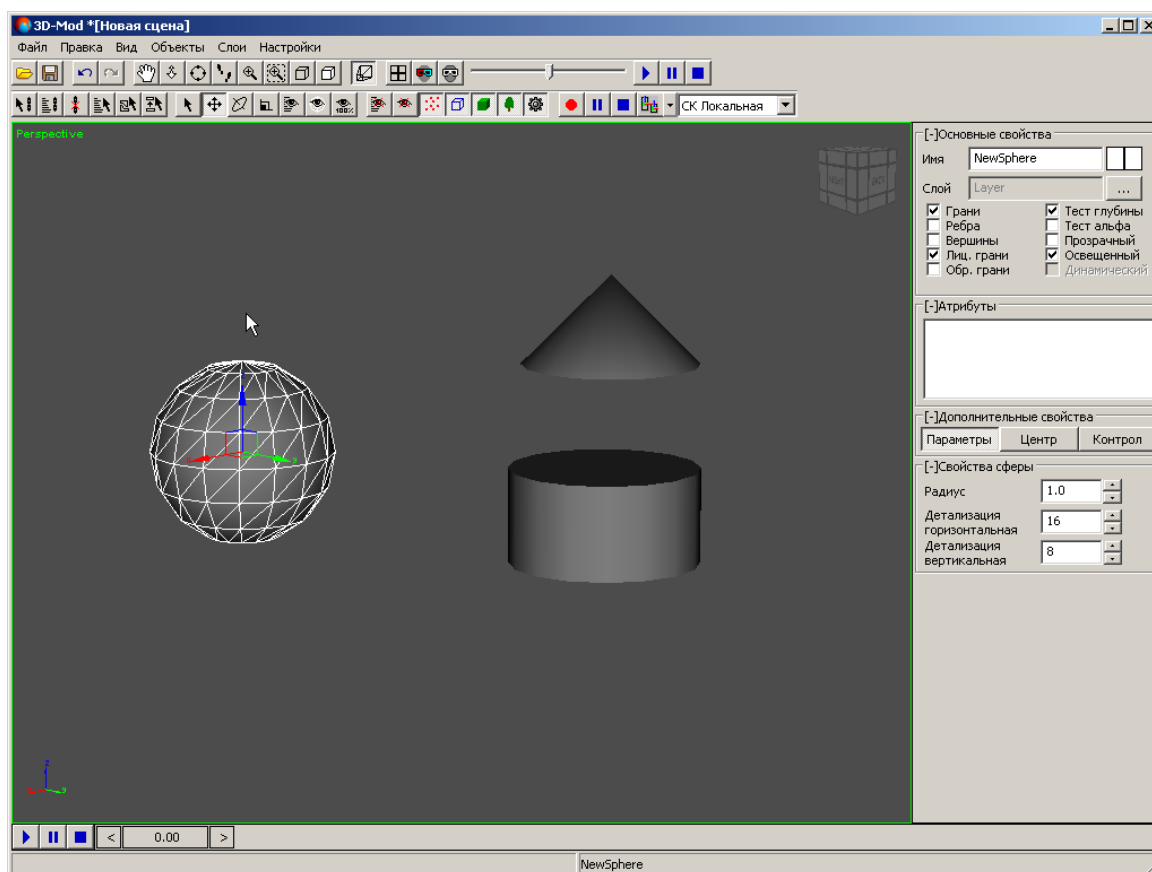 3D-Mod *[Новая сцена]
Файл Правка Вид Объекты Слои Настройки
100%
СК Локальная
Perspective
[-]Основные свойства
Имя NewSphere
Слой Layer ...
Грани Тест глубины
Ребра Тест альфа
Вершины Прозрачный
Лиц. грани Освещенный
Обр. грани Динамический
[-]Атрибуты
[-]Дополнительные свойства
Параметры Центр Контрол
[-]Свойства сферы
Радиус 1.0
Детализация
горизонтальная 16
Детализация
вертикальная 8
z
< 0.00 >
NewSphere